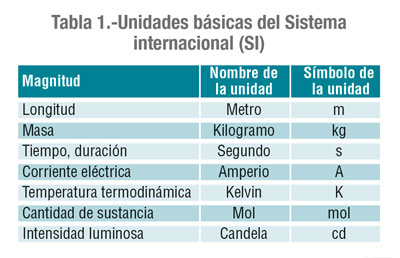 Tabla 1.-Unidades básicas del Sistema
internacional (SI)
Magnitud Nombre de la unidad Símbolo de la unidad
Longitud Metro m
Masa Kilogramo kg
Tiempo, duración Segundo s
Corriente eléctrica Amperio A
Temperatura termodinámica Kelvin K
Cantidad de sustancia Mol mol
Intensidad luminosa Candela cd